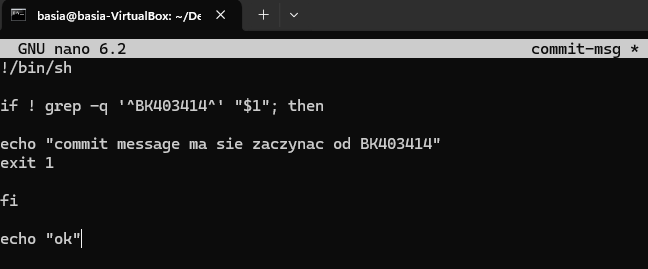 basia@basia-VirtualBox: ~/De
GNU nano 6.2 commit-msg *
!/bin/sh
if ! grep -q '^BK403414^' "$1"; then
echo "commit message ma sie zaczynac od BK403414"
exit 1
fi
echo "ok"